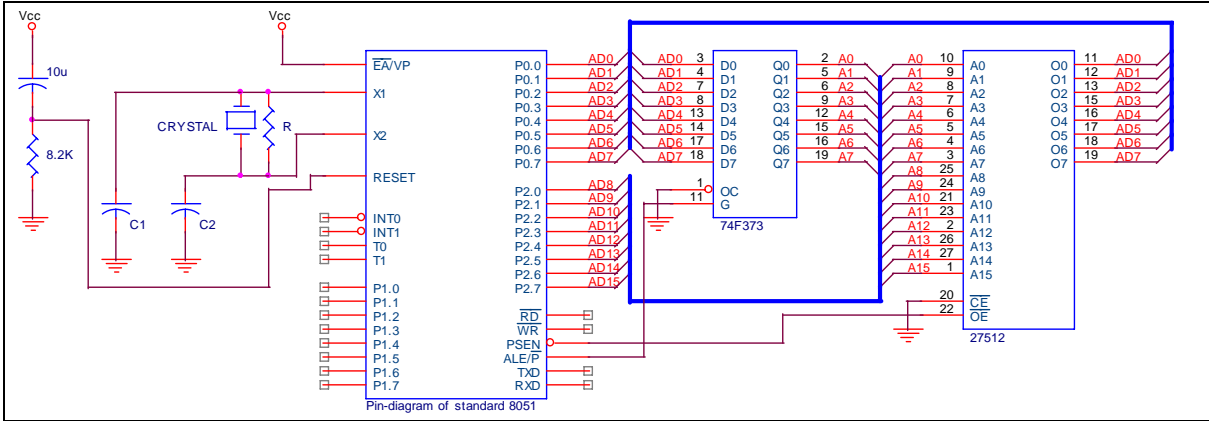 Vcc
10u
8.2K
Vcc
CRYSTAL
R
C1
C2
EA/VP
X1
X2
RESET
INT0
INT1
T0
T1
P1.0
P1.1
P1.2
P1.3
P1.4
P1.5
P1.6
P1.7
P0.0 AD0
P0.1 AD1
P0.2 AD2
P0.3 AD3
P0.4 AD4
P0.5 AD5
P0.6 AD6
P0.7 AD7
P2.0 AD8
P2.1 AD9
P2.2 AD10
P2.3 AD11
P2.4 AD12
P2.5 AD13
P2.6 AD14
P2.7 AD15
RD
WR
PSEN
ALE/P
TXD
RXD
Pin-diagram of standard 8051
AD0 3 D0 Q0 2 A0
AD1 4 D1 Q1 5 A1
AD2 7 D2 Q2 6 A2
AD3 8 D3 Q3 9 A3
AD4 13 D4 Q4 12 A4
AD5 14 D5 Q5 15 A5
AD6 17 D6 Q6 16 A6
AD7 18 D7 Q7 19 A7
1 OC
11 G
74F373
A0 10 A0 O0 11 AD0
A1 9 A1 O1 12 AD1
A2 8 A2 O2 13 AD2
A3 7 A3 O3 15 AD3
A4 6 A4 O4 16 AD4
A5 5 A5 O5 17 AD5
A6 4 A6 O6 18 AD6
A7 3 A7 O7 19 AD7
A8 25 A8
A9 24 A9
A10 21 A10
A11 23 A11
A12 2 A12
A13 26 A13
A14 27 A14
A15 1 A15
20 CE
22 OE
27512